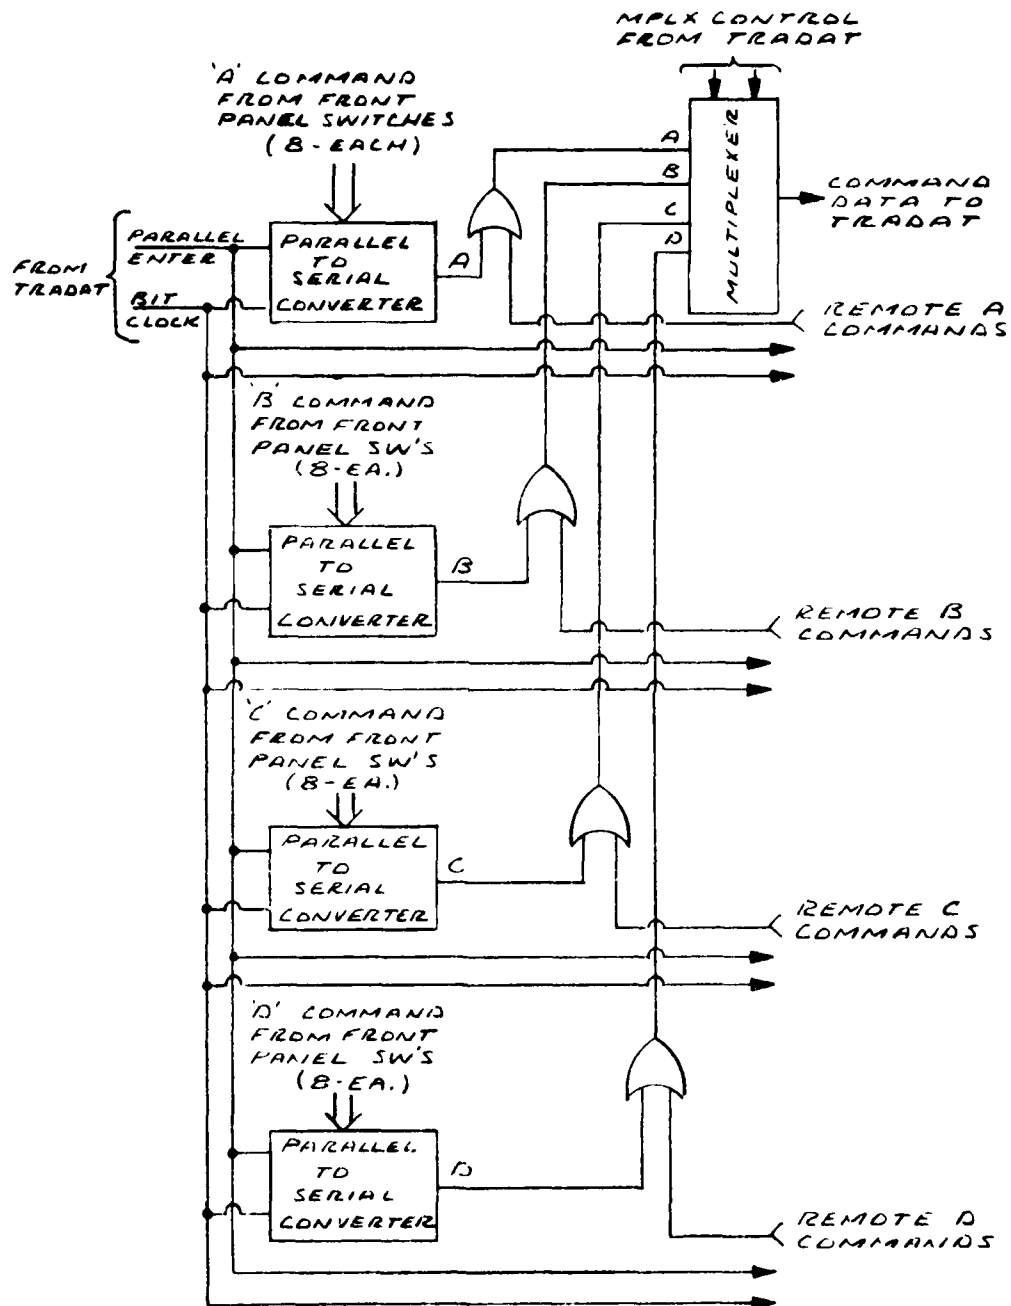 MPLX CONTROL
FROM TRADAT
'A' COMMAND
FROM FRONT
PANEL SWITCHES
(8-EACH)
A
B
C
D
MULTIPLEXER
COMMAND
DATA TO
TRADAT
FROM
TRADAT
PARALLEL
ENTER
BIT
CLOCK
PARALLEL
TO
SERIAL
CONVERTER
A
REMOTE A
COMMANDS
'B' COMMAND
FROM FRONT
PANEL SW'S
(8-EA.)
PARALLEL
TO
SERIAL
CONVERTER
B
REMOTE B
COMMANDS
'C' COMMAND
FROM FRONT
PANEL SW'S
(8-EA.)
PARALLEL
TO
SERIAL
CONVERTER
C
REMOTE C
COMMANDS
'D' COMMAND
FROM FRONT
PANEL SW'S
(8-EA.)
PARALLEL
TO
SERIAL
CONVERTER
D
REMOTE D
COMMANDS